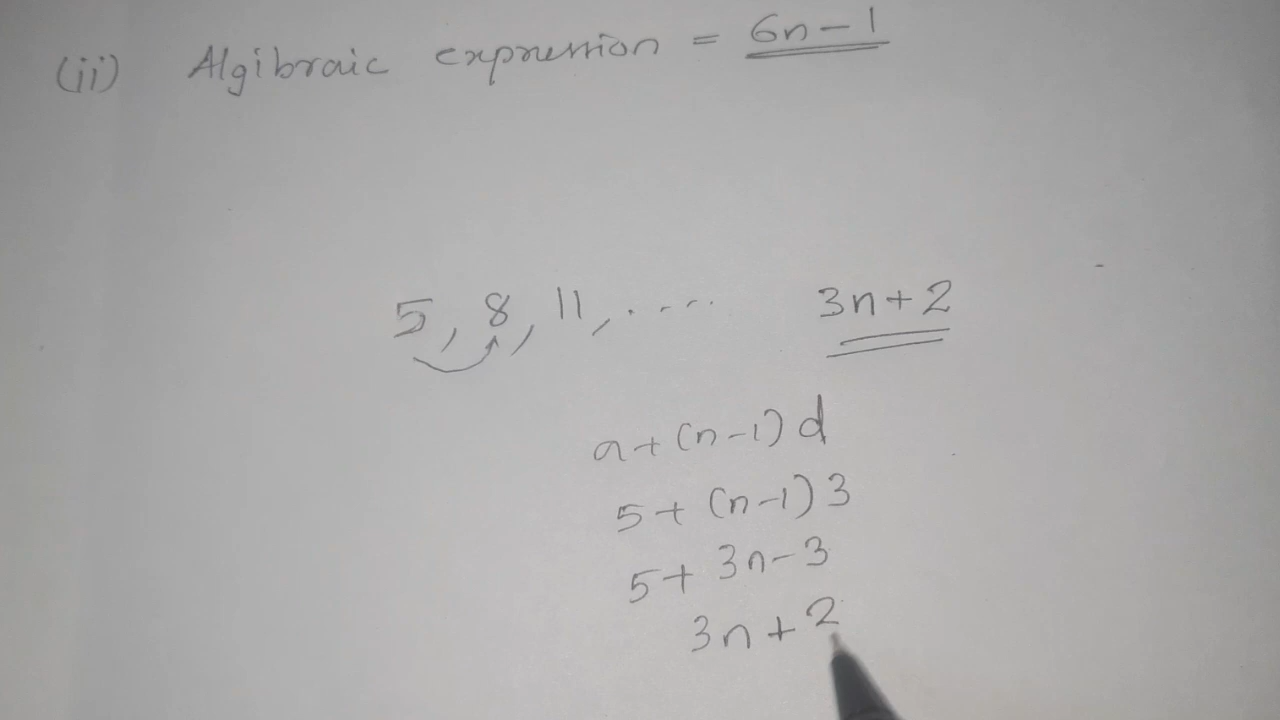 (ii) Algibraic expression = 6n-1
5, 8, 11, ..... 3n+2
a+(n-1)d
5+(n-1)3
5+3n-3
3n+2